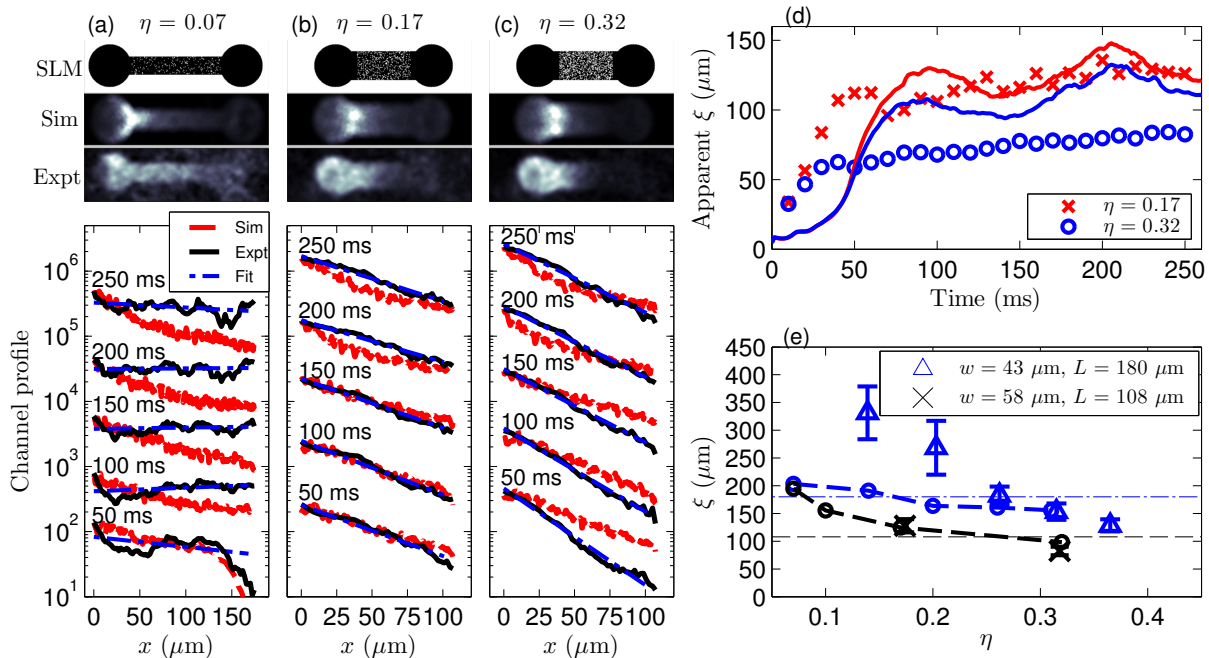 (a) η = 0.07
(b) η = 0.17
(c) η = 0.32
SLM
Sim
Expt
Sim
Expt
Fit
Channel profile
10^6
10^5
10^4
10^3
10^2
10^1
250 ms
200 ms
150 ms
100 ms
50 ms
0 50 100 150
x (μm)
250 ms
200 ms
150 ms
100 ms
50 ms
0 25 50 75 100
x (μm)
250 ms
200 ms
150 ms
100 ms
50 ms
0 25 50 75 100
x (μm)
(d)
Apparent ξ (μm)
150
100
50
0
η = 0.17
η = 0.32
0 50 100 150 200 250
Time (ms)
(e)
ξ (μm)
450
400
350
300
250
200
150
100
50
0
w = 43 μm, L = 180 μm
w = 58 μm, L = 108 μm
0.1 0.2 0.3 0.4
η